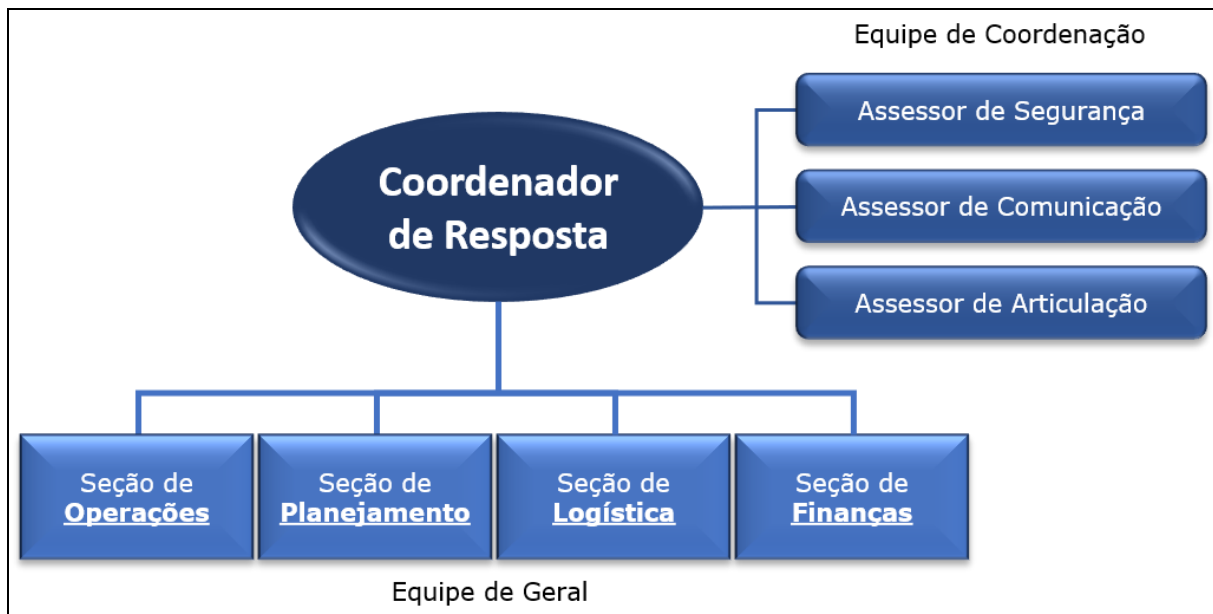 Equipe de Coordenação
Assessor de Segurança
Coordenador
de Resposta
Assessor de Comunicação
Assessor de Articulação
Seção de
Operações
Seção de
Planejamento
Seção de
Logística
Seção de
Finanças
Equipe de Geral